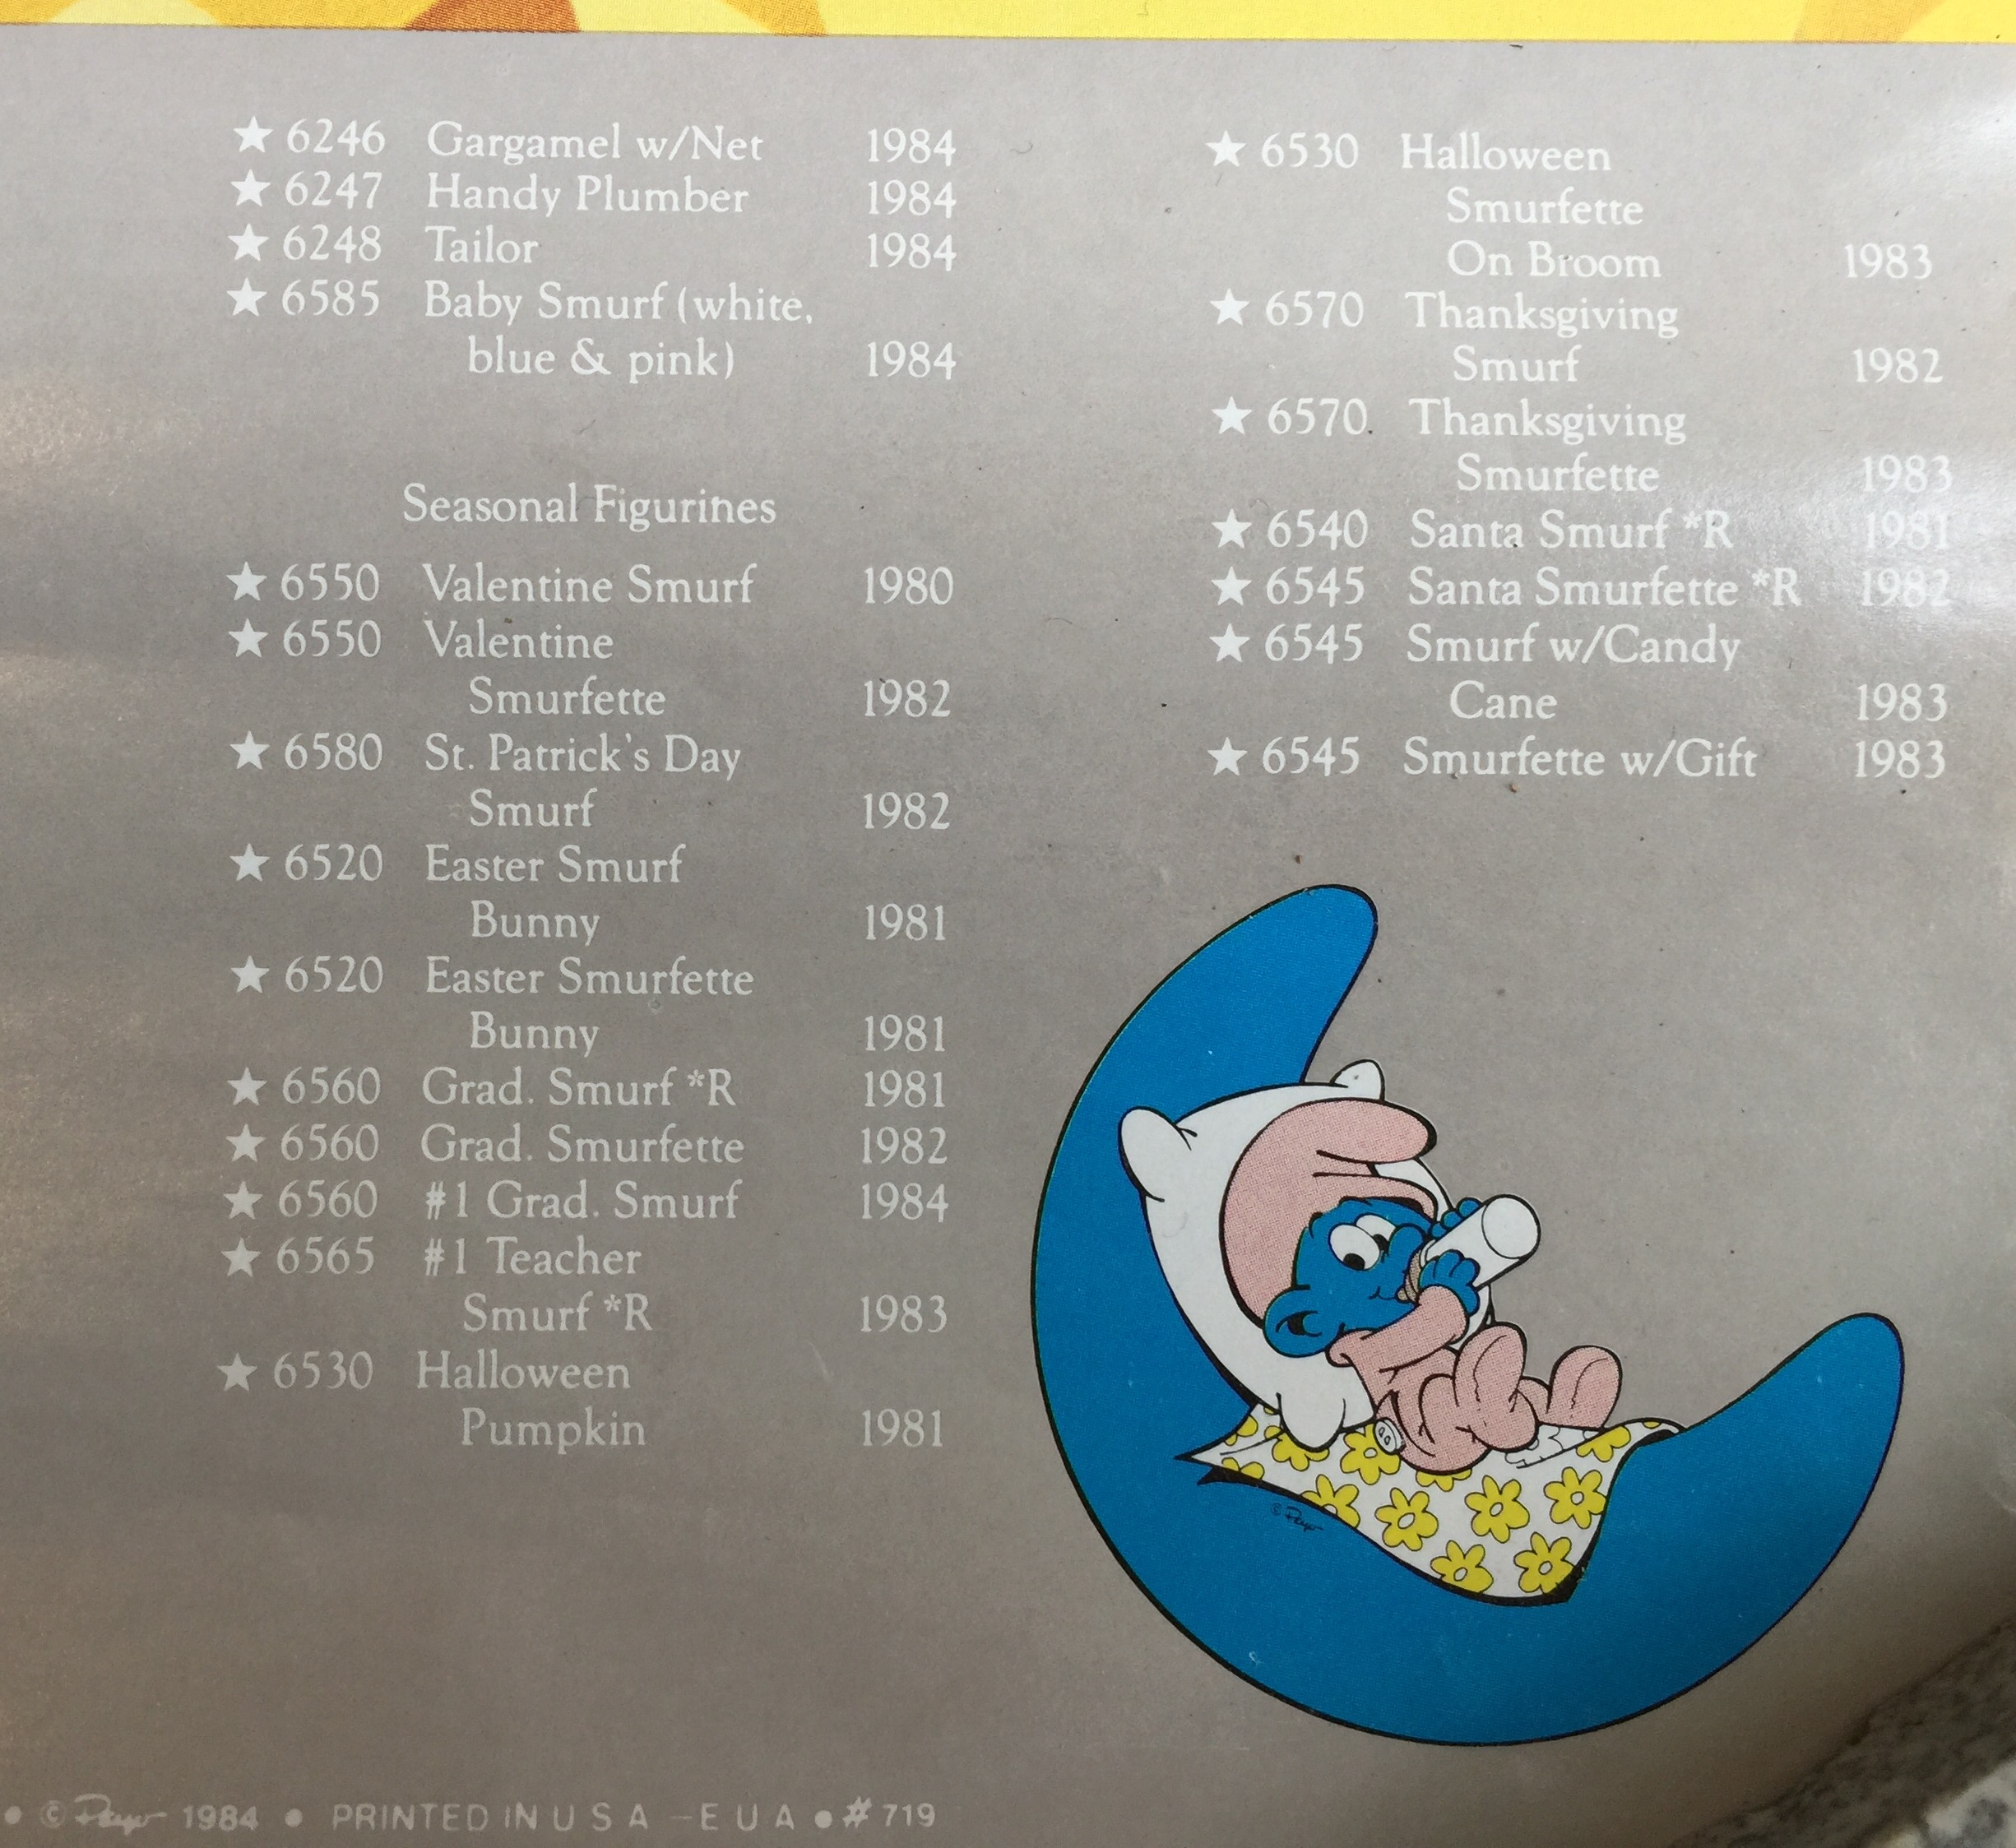 ★ 6246 Gargamel w/Net 1984
★ 6247 Handy Plumber 1984
★ 6248 Tailor 1984
★ 6585 Baby Smurf (white,
blue & pink) 1984
Seasonal Figurines
★ 6550 Valentine Smurf 1980
★ 6550 Valentine
Smurfette 1982
★ 6580 St. Patrick's Day
Smurf 1982
★ 6520 Easter Smurf
Bunny 1981
★ 6520 Easter Smurfette
Bunny 1981
★ 6560 Grad. Smurf *R 1981
★ 6560 Grad. Smurfette 1982
★ 6560 #1 Grad. Smurf 1984
★ 6565 #1 Teacher
Smurf *R 1983
★ 6530 Halloween
Pumpkin 1981
★ 6530 Halloween
Smurfette
On Broom 1983
★ 6570 Thanksgiving
Smurf 1982
★ 6570 Thanksgiving
Smurfette 1983
★ 6540 Santa Smurf *R 1981
★ 6545 Santa Smurfette *R 1982
★ 6545 Smurf w/Candy
Cane 1983
★ 6545 Smurfette w/Gift 1983
© Peyo
• © Peyo 1984 • PRINTED IN U S A – E U A • # 719